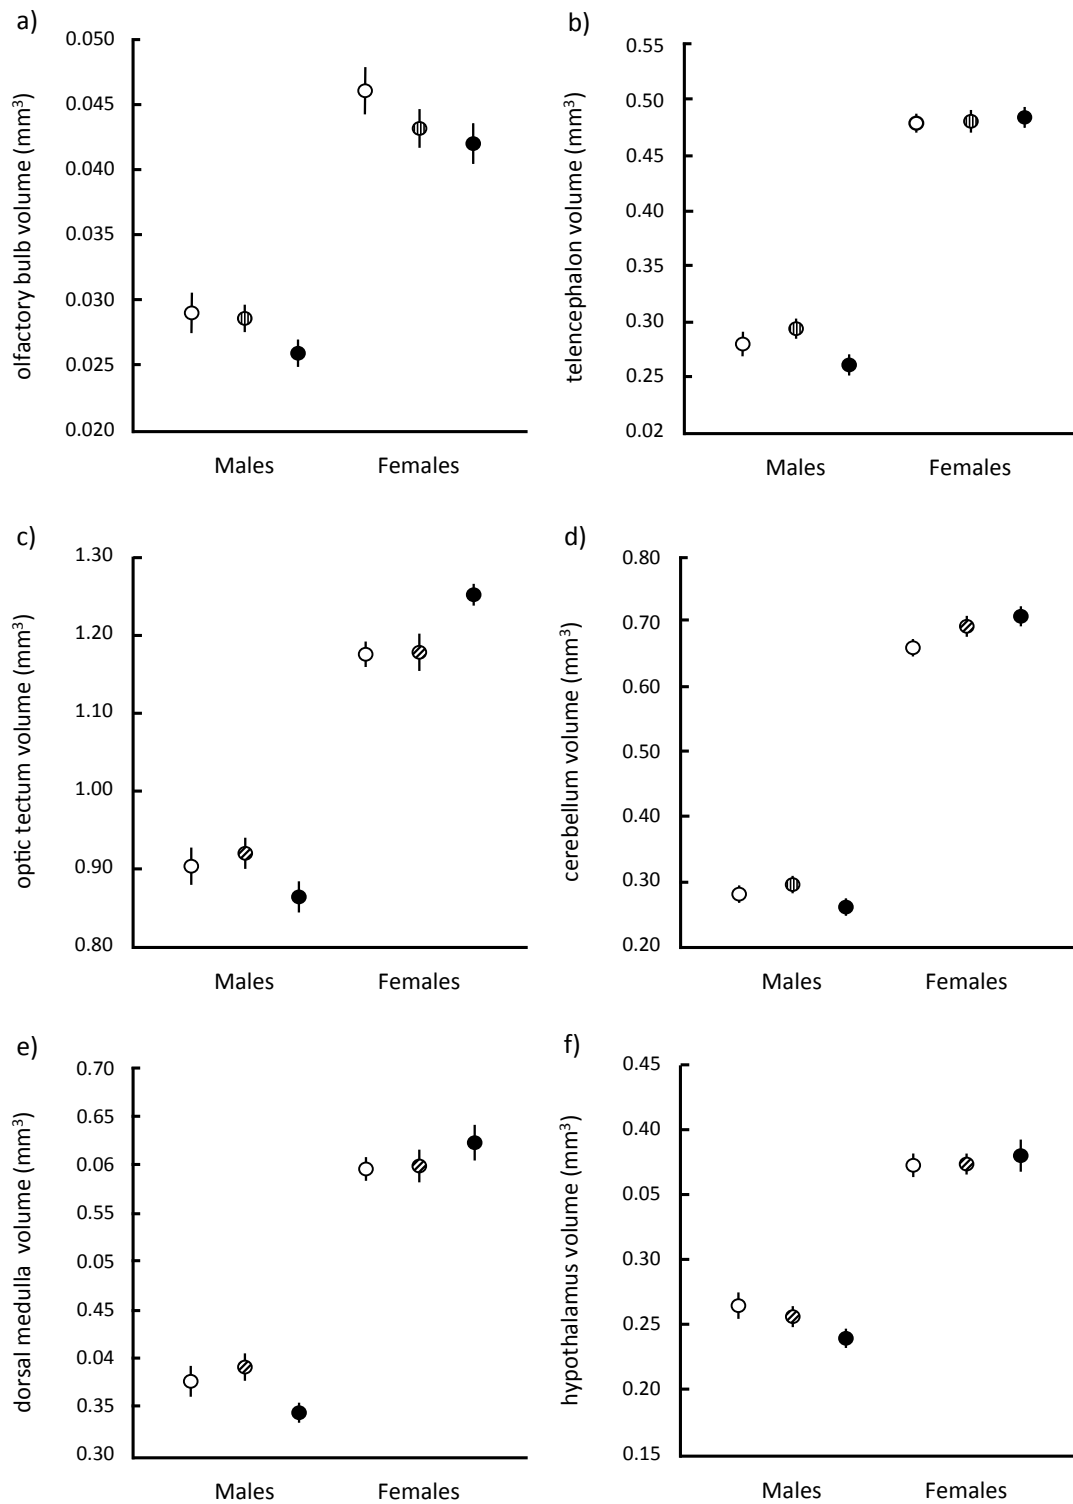 a)
olfactory bulb volume (mm³)
0.050
0.045
0.040
0.035
0.030
0.025
0.020
Males Females
b)
telencephalon volume (mm³)
0.55
0.50
0.45
0.40
0.35
0.30
0.25
0.02
Males Females
c)
optic tectum volume (mm³)
1.30
1.20
1.10
1.00
0.90
0.80
Males Females
d)
cerebellum volume (mm³)
0.80
0.70
0.60
0.50
0.40
0.30
0.20
Males Females
e)
dorsal medulla volume (mm³)
0.70
0.65
0.06
0.55
0.05
0.45
0.04
0.35
0.30
Males Females
f)
hypothalamus volume (mm³)
0.45
0.40
0.05
0.30
0.25
0.20
0.15
Males Females